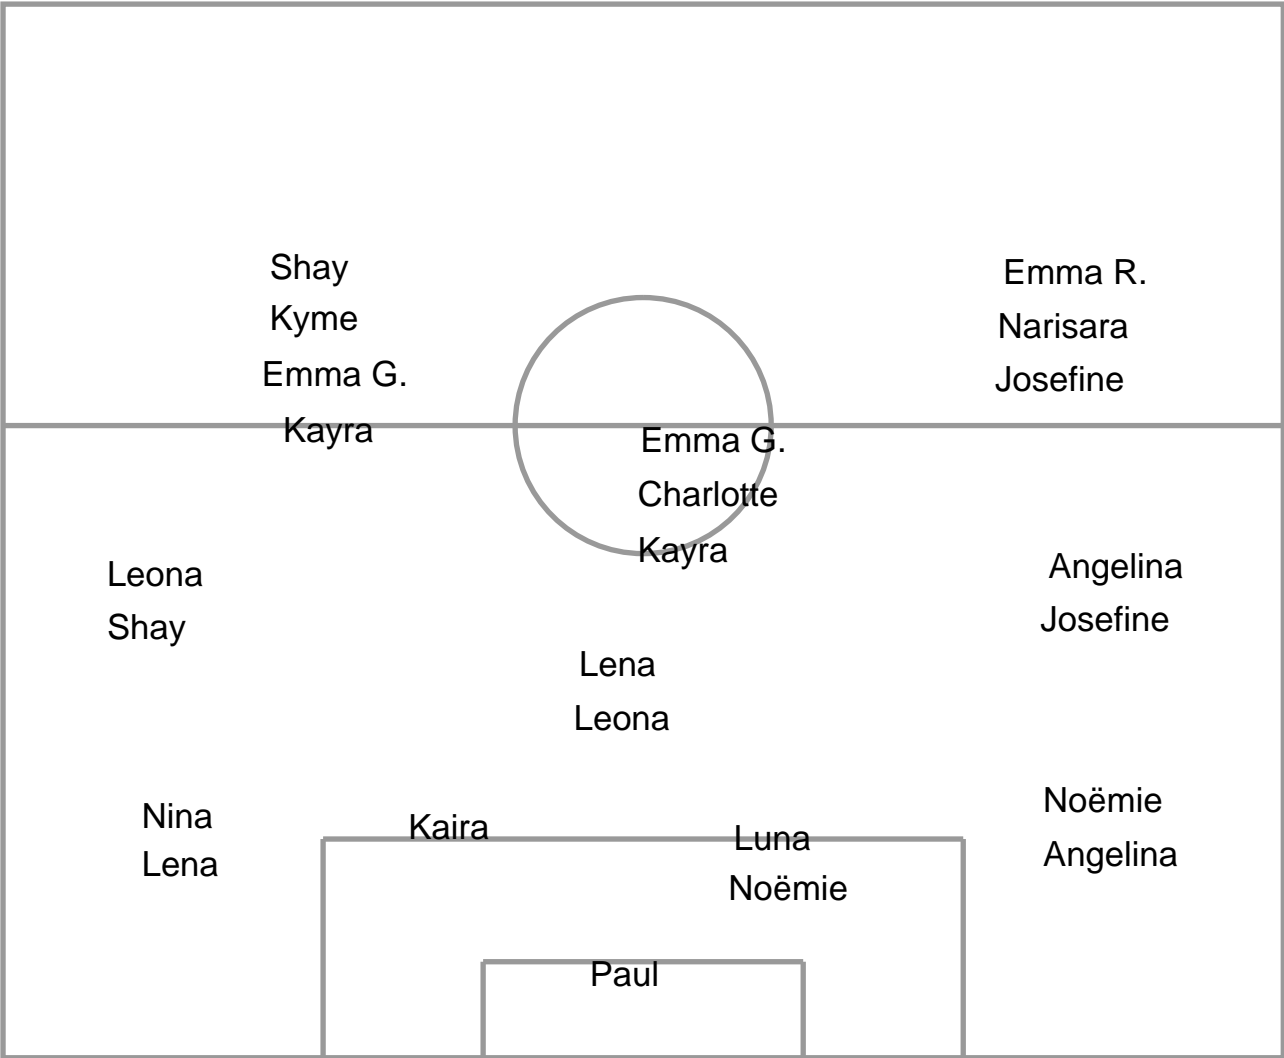 Shay
Kyme
Emma G.
Kayra
Emma R.
Narisara
Josefine
Emma G.
Charlotte
Kayra
Leona
Shay
Angelina
Josefine
Lena
Leona
Nina
Lena
Kaira
Luna
Noëmie
Noëmie
Angelina
Paul